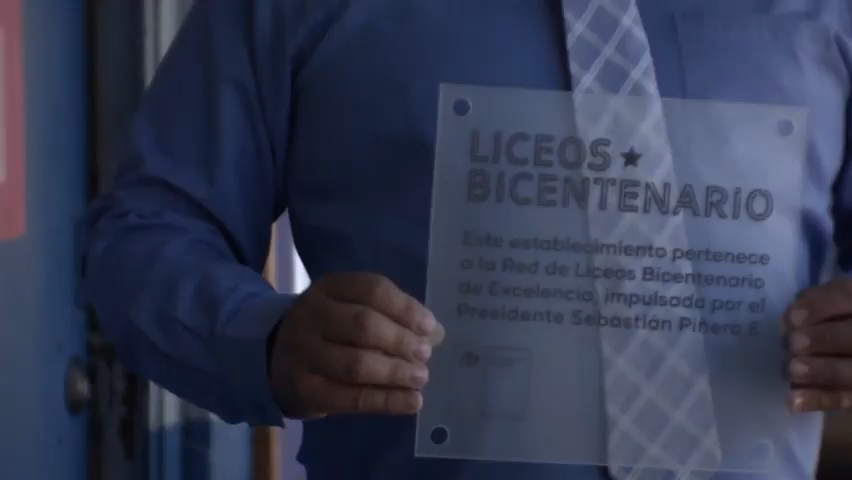 LICEOS★
BICENTENARIO
Este establecimiento pertenece
a la Red de Liceos Bicentenario
de Excelencia, impulsada por el
Presidente Sebastián Piñera E.